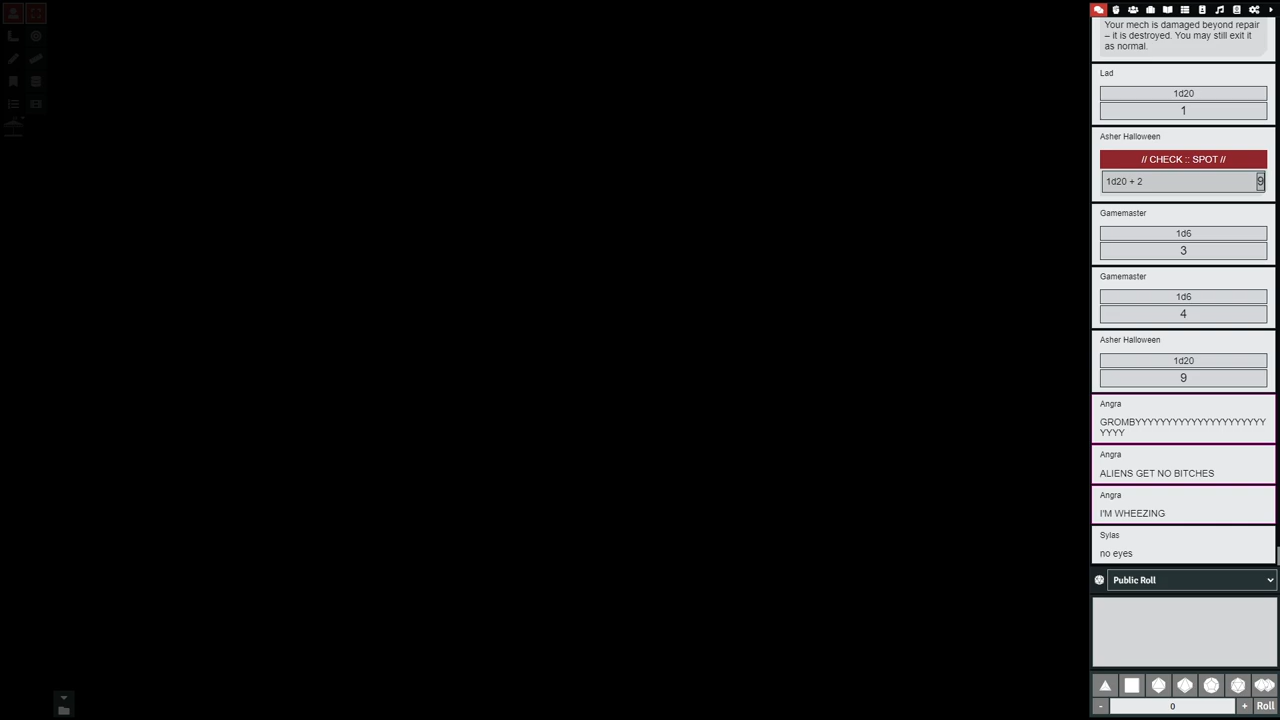 Your mech is damaged beyond repair
– it is destroyed. You may still exit it
as normal.
Lad
1d20
1
Asher Halloween
// CHECK :: SPOT //
1d20 + 2
9
Gamemaster
1d6
3
Gamemaster
1d6
4
Asher Halloween
1d20
9
Angra
GROMBYYYYYYYYYYYYYYYYYYYYY
YYYY
Angra
ALIENS GET NO BITCHES
Angra
I'M WHEEZING
Sylas
no eyes
Public Roll
- 0 + Roll